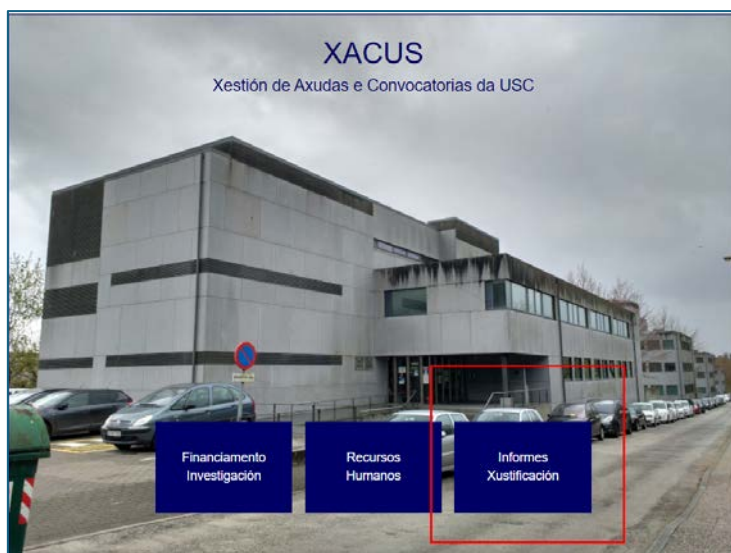 XACUS
Xestión de Axudas e Convocatorias da USC
Financiamento
Investigación
Recursos
Humanos
Informes
Xustificación